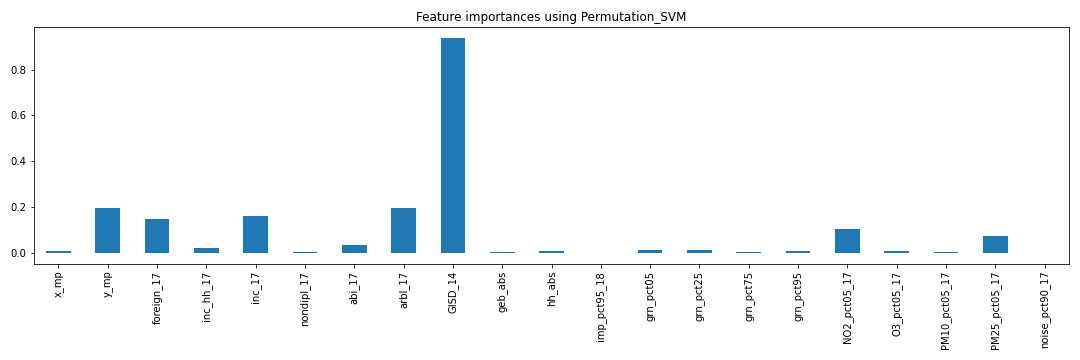 Feature importances using Permutation_SVM
0.8
0.6
0.4
0.2
0.0
x_mp
y_mp
foreign_17
inc_hh_17
inc_17
nondipl_17
abi_17
arbl_17
GISD_14
geb_abs
hh_abs
imp_pct95_18
grn_pct05
grn_pct25
grn_pct75
grn_pct95
NO2_pct05_17
O3_pct05_17
PM10_pct05_17
PM25_pct05_17
noise_pct90_17